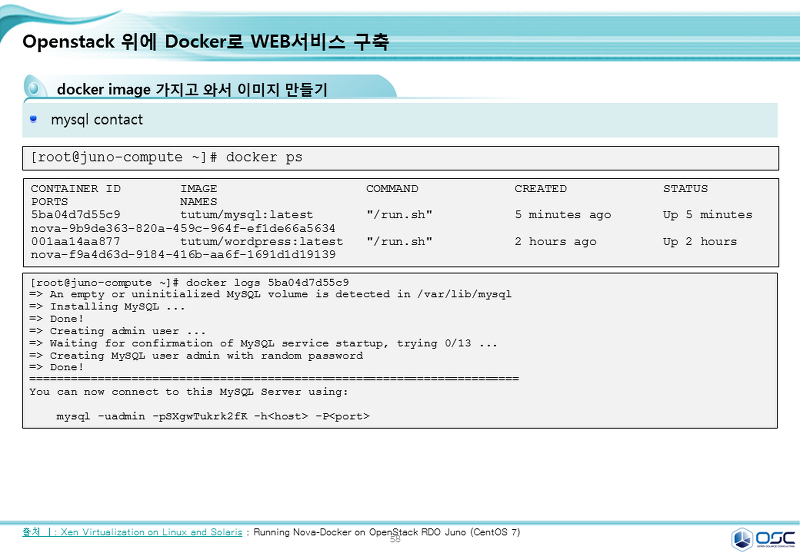 Openstack 위에 Docker로 WEB서비스 구축
docker image 가지고 와서 이미지 만들기
mysql contact
[root@juno-compute ~]# docker ps
CONTAINER ID IMAGE COMMAND CREATED STATUS
PORTS NAMES
5ba04d7d55c9 tutum/mysql:latest "/run.sh" 5 minutes ago Up 5 minutes
nova-9b9de363-820a-459c-964f-ef1de66a5634
001aa14aa877 tutum/wordpress:latest "/run.sh" 2 hours ago Up 2 hours
nova-f9a4d63d-9184-416b-aa6f-1691d1d19139
[root@juno-compute ~]# docker logs 5ba04d7d55c9
=> An empty or uninitialized MySQL volume is detected in /var/lib/mysql
=> Installing MySQL ...
=> Done!
=> Creating admin user ...
=> Waiting for confirmation of MySQL service startup, trying 0/13 ...
=> Creating MySQL user admin with random password
=> Done!
========================================================================
You can now connect to this MySQL Server using:
mysql -uadmin -pSXgwTukrk2fK -h<host> -P<port>
출처 | : Xen Virtualization on Linux and Solaris : Running Nova-Docker on OpenStack RDO Juno (CentOS 7)
58
OSC